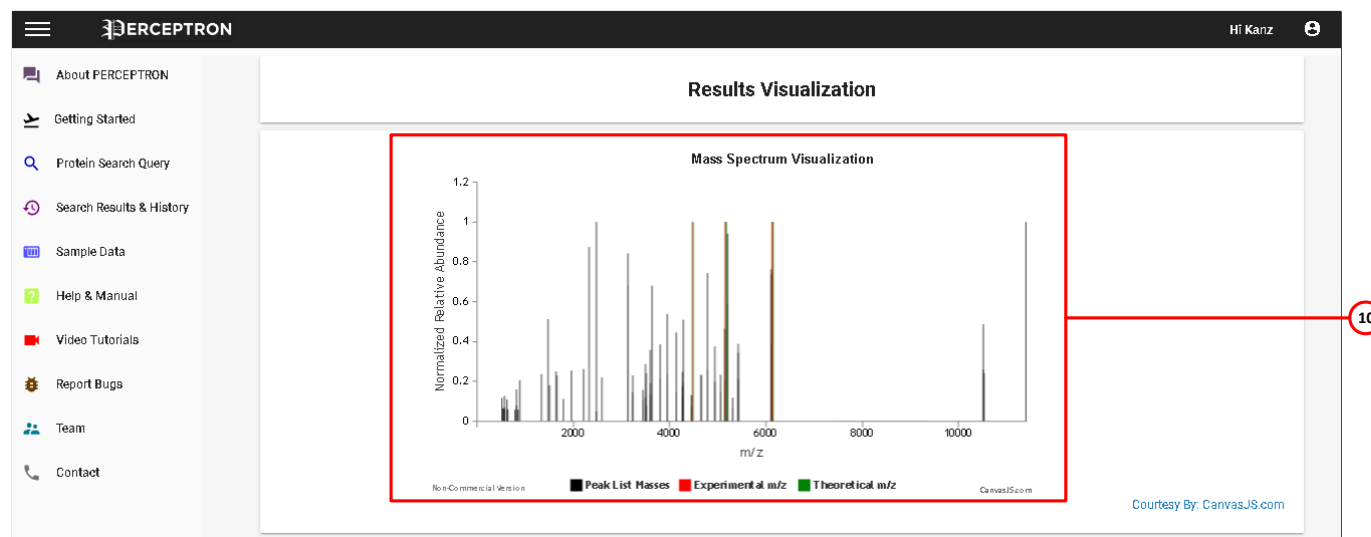 PERCEPTRON
Hi Kanz
About PERCEPTRON
Getting Started
Protein Search Query
Search Results & History
Sample Data
Help & Manual
Video Tutorials
Report Bugs
Team
Contact
Results Visualization
Mass Spectrum Visualization
Normalized Relative Abundance
1.2
1
0.8
0.6
0.4
0.2
0
2000 4000 6000 8000 10000
m/z
Non-Commercial Version
Peak List Masses Experimental m/z Theoretical m/z
CanvasJS.com
Courtesy By: CanvasJS.com
10